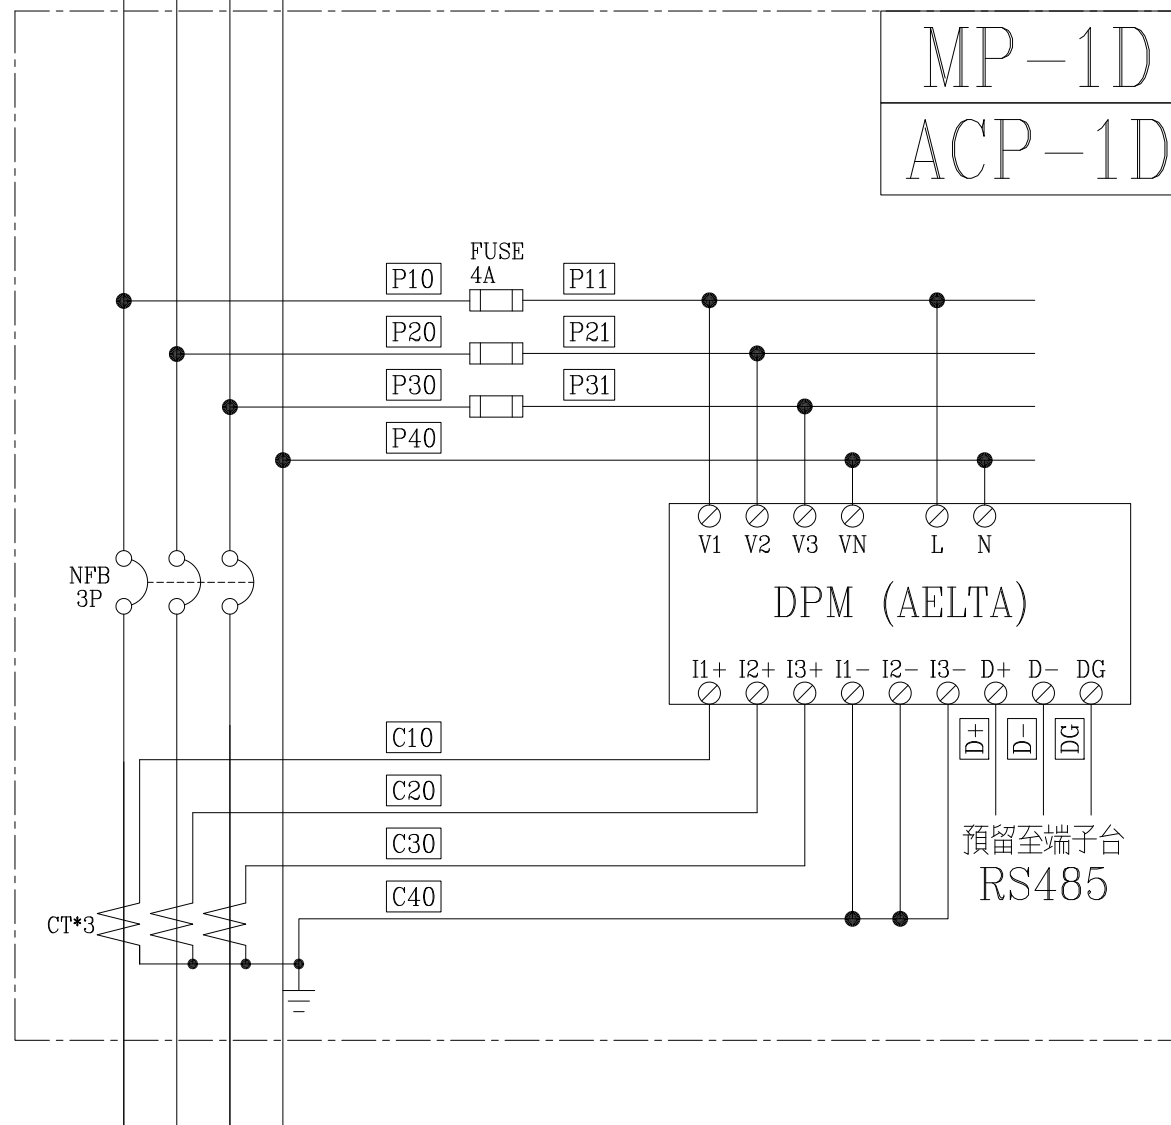 MP-1D
ACP-1D
FUSE
4A
P10
P11
P20
P21
P30
P31
P40
V1 V2 V3 VN L N
NFB
3P
DPM (AELTA)
I1+ I2+ I3+ I1- I2- I3- D+ D- DG
C10
D+ D- DG
C20
C30
預留至端子台
RS485
C40
CT*3